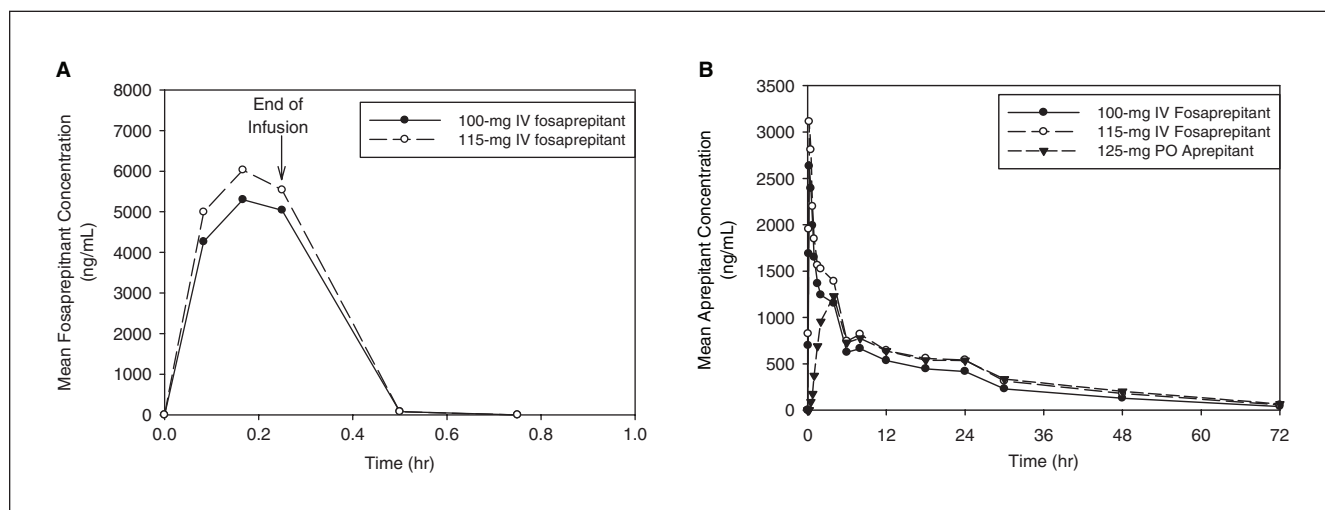 A
Mean Fosaprepitnant Concentration
(ng/mL)
8000
7000
6000
5000
4000
3000
2000
1000
0
End of
Infusion
100-mg IV fosaprepitant
115-mg IV fosaprepitant
0.0 0.2 0.4 0.6 0.8 1.0
Time (hr)
B
Mean Aprepitant Concentration
(ng/mL)
3500
3000
2500
2000
1500
1000
500
0
100-mg IV Fosaprepitant
115-mg IV Fosaprepitant
125-mg PO Aprepitant
0 12 24 36 48 60 72
Time (hr)